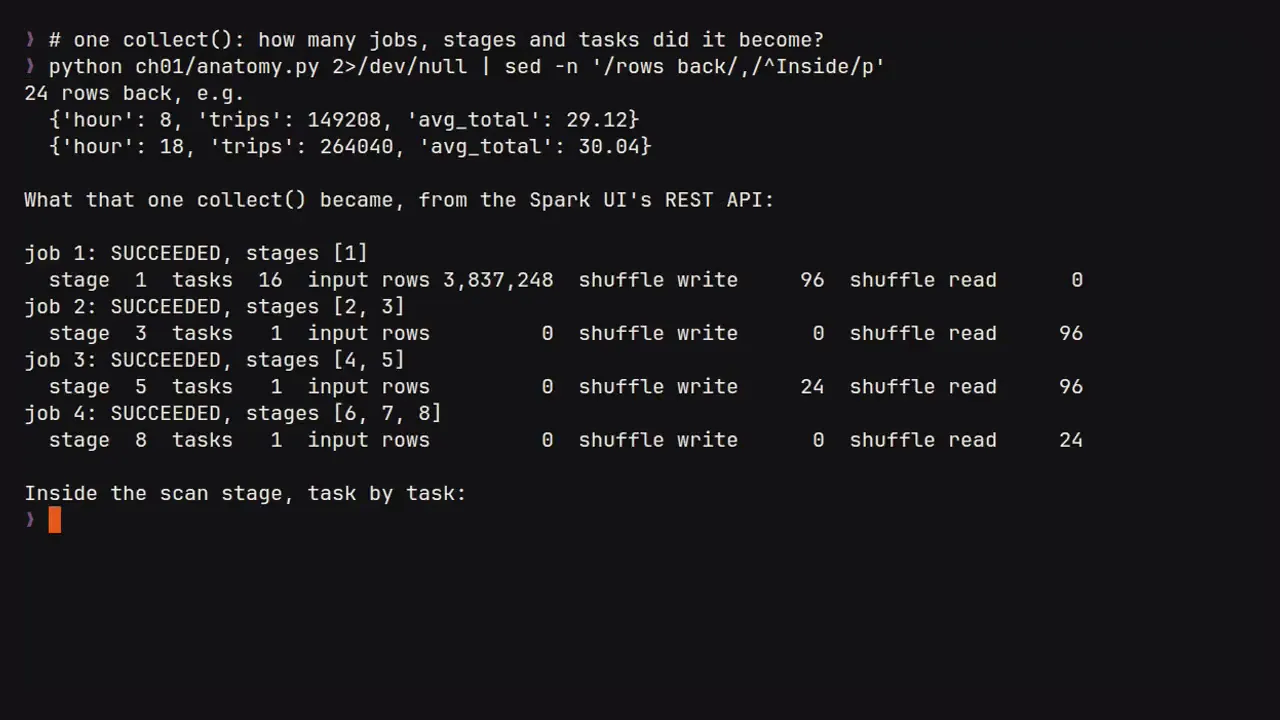 ❯ # one collect(): how many jobs, stages and tasks did it become?
❯ python ch01/anatomy.py 2>/dev/null | sed -n '/rows back/,/^Inside/p'
24 rows back, e.g.
  {'hour': 8, 'trips': 149208, 'avg_total': 29.12}
  {'hour': 18, 'trips': 264040, 'avg_total': 30.04}
What that one collect() became, from the Spark UI's REST API:
job 1: SUCCEEDED, stages [1]
  stage  1  tasks  16  input rows 3,837,248  shuffle write     96  shuffle read      0
job 2: SUCCEEDED, stages [2, 3]
  stage  3  tasks   1  input rows         0  shuffle write      0  shuffle read     96
job 3: SUCCEEDED, stages [4, 5]
  stage  5  tasks   1  input rows         0  shuffle write     24  shuffle read     96
job 4: SUCCEEDED, stages [6, 7, 8]
  stage  8  tasks   1  input rows         0  shuffle write      0  shuffle read     24
Inside the scan stage, task by task:
❯